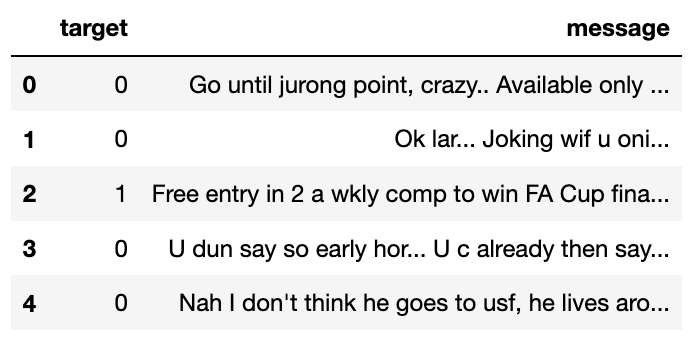 target message
0 0 Go until jurong point, crazy.. Available only ...
1 0 Ok lar... Joking wif u oni...
2 1 Free entry in 2 a wkly comp to win FA Cup fina...
3 0 U dun say so early hor... U c already then say...
4 0 Nah I don't think he goes to usf, he lives aro...